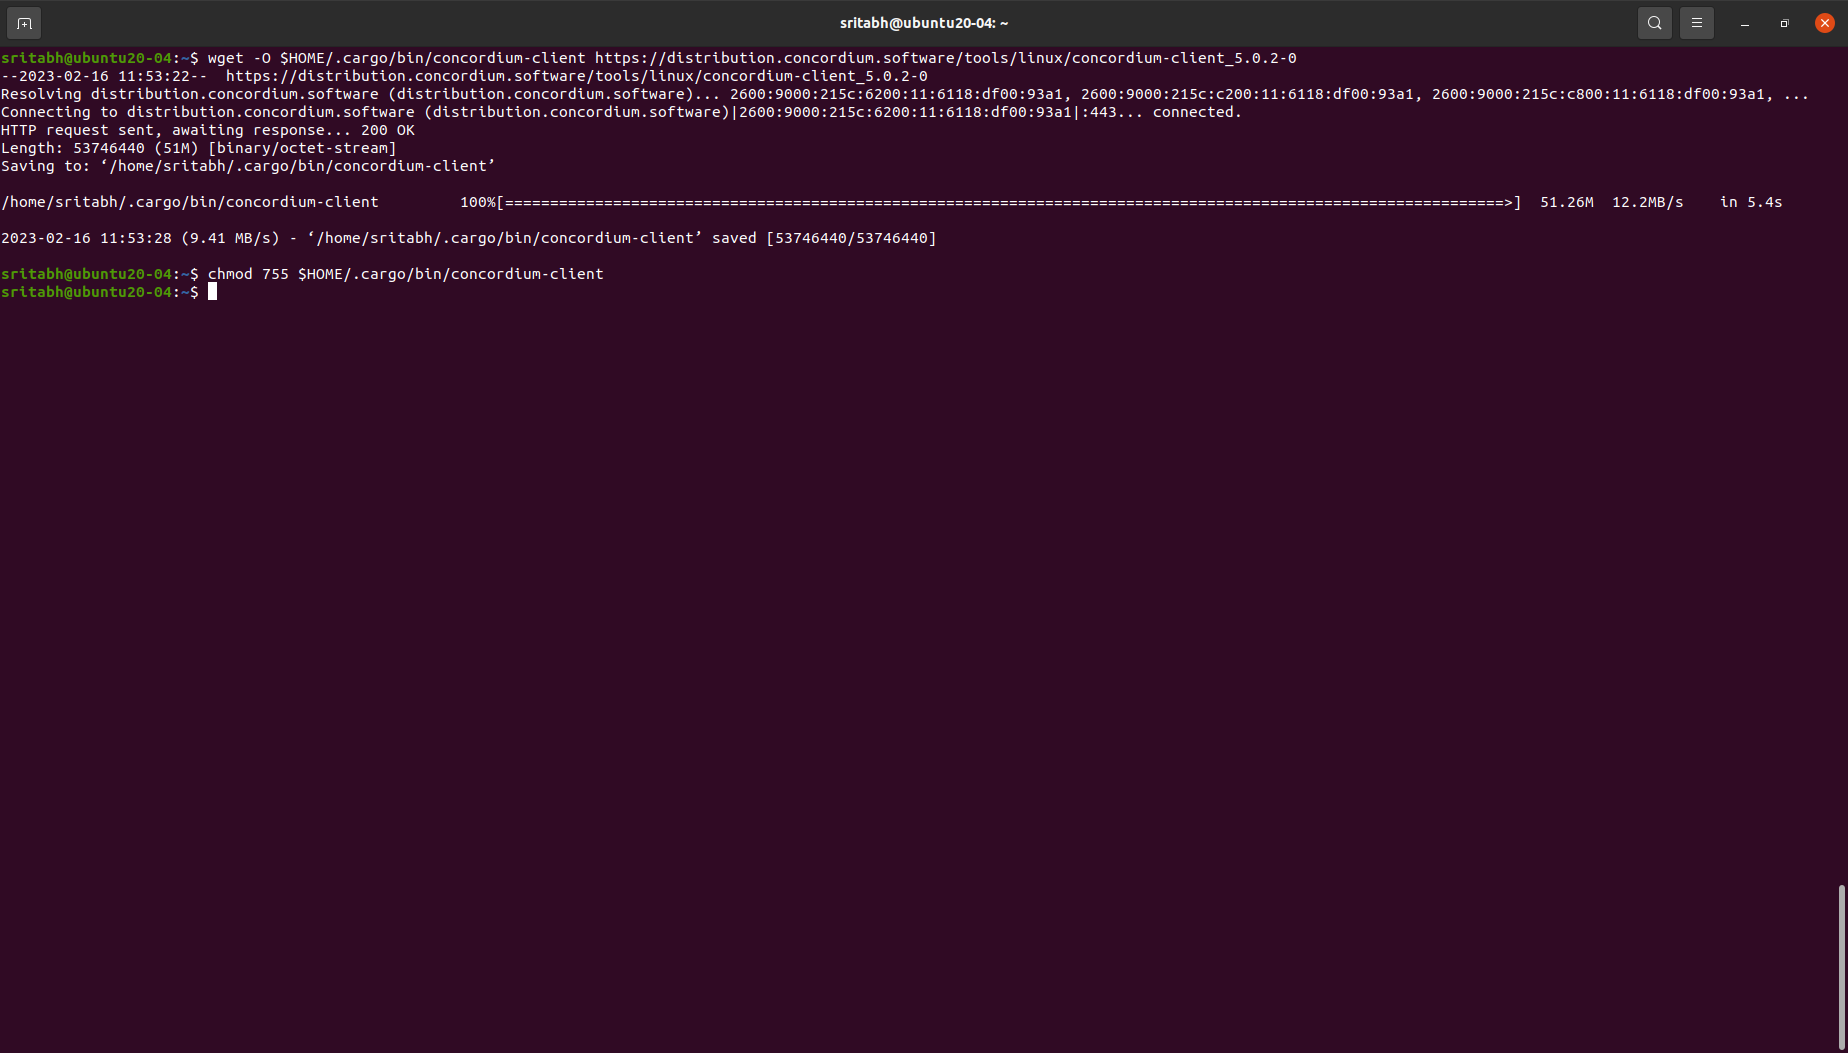 sritabh@ubuntu20-04: ~
sritabh@ubuntu20-04:~$ wget -O $HOME/.cargo/bin/concordium-client https://distribution.concordium.software/tools/linux/concordium-client_5.0.2-0
--2023-02-16 11:53:22--  https://distribution.concordium.software/tools/linux/concordium-client_5.0.2-0
Resolving distribution.concordium.software (distribution.concordium.software)... 2600:9000:215c:6200:11:6118:df00:93a1, 2600:9000:215c:c200:11:6118:df00:93a1, 2600:9000:215c:c800:11:6118:df00:93a1, ...
Connecting to distribution.concordium.software (distribution.concordium.software)|2600:9000:215c:6200:11:6118:df00:93a1|:443... connected.
HTTP request sent, awaiting response... 200 OK
Length: 53746440 (51M) [binary/octet-stream]
Saving to: ‘/home/sritabh/.cargo/bin/concordium-client’
/home/sritabh/.cargo/bin/concordium-client         100%[===============================================================================================================>]  51.26M  12.2MB/s    in 5.4s
2023-02-16 11:53:28 (9.41 MB/s) - ‘/home/sritabh/.cargo/bin/concordium-client’ saved [53746440/53746440]
sritabh@ubuntu20-04:~$ chmod 755 $HOME/.cargo/bin/concordium-client
sritabh@ubuntu20-04:~$